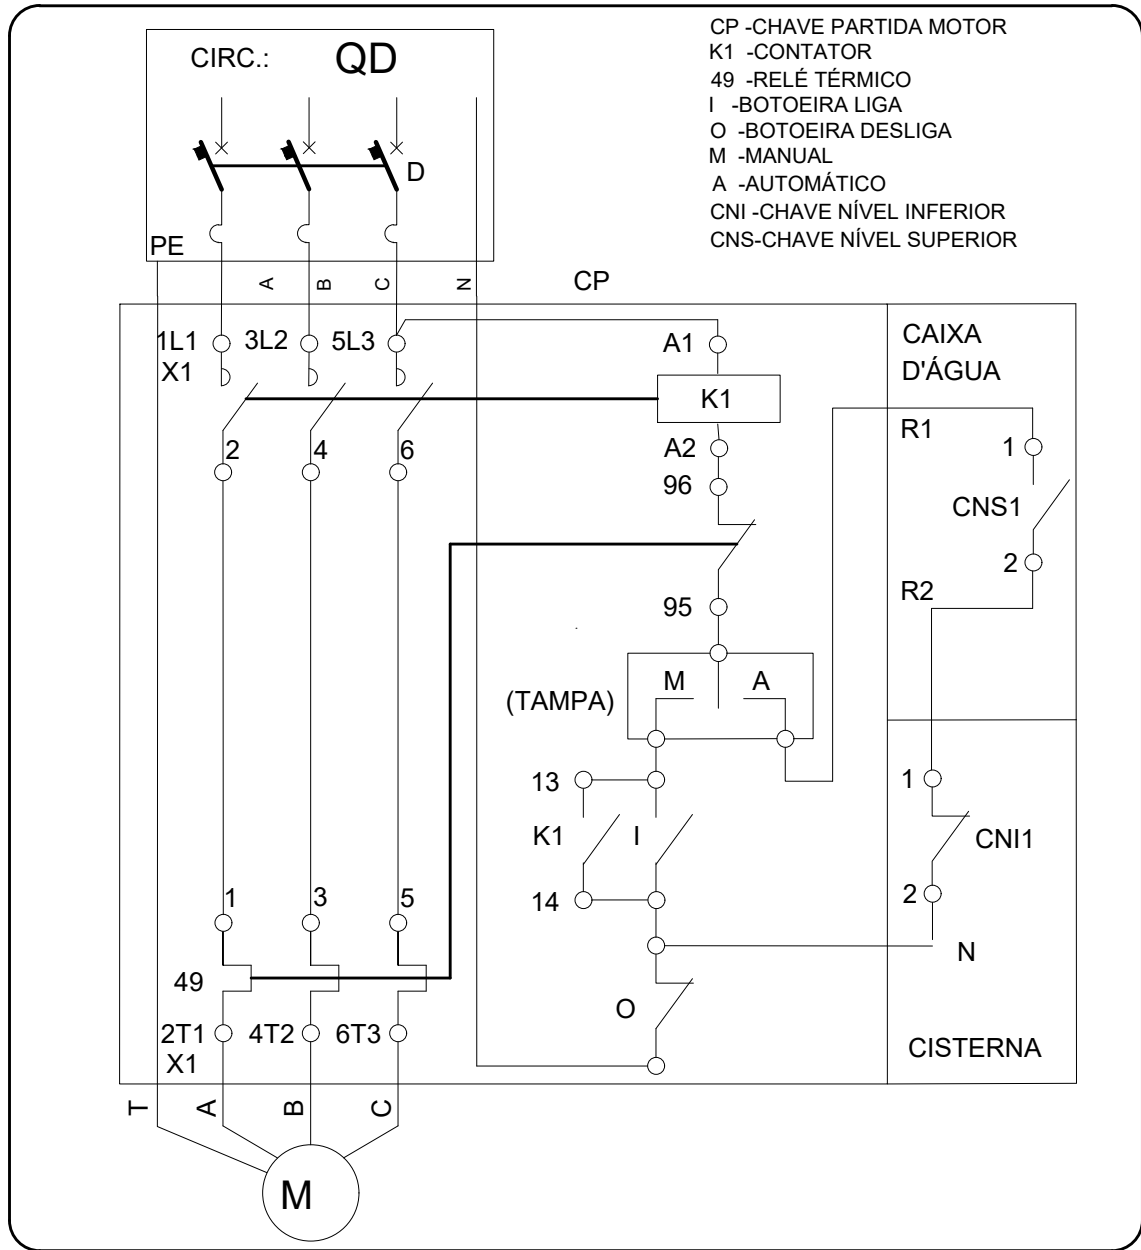 CP -CHAVE PARTIDA MOTOR
K1 -CONTATOR
49 -RELÉ TÉRMICO
I -BOTOEIRA LIGA
O -BOTOEIRA DESLIGA
M -MANUAL
A -AUTOMÁTICO
CNI -CHAVE NÍVEL INFERIOR
CNS-CHAVE NÍVEL SUPERIOR
CIRC.: QD
D
PE
A B C N
CP
1L1 3L2 5L3
X1
A1
K1
A2
96
2 4 6
95
(TAMPA)
M A
13
K1 I
14
O
1 3 5
49
2T1 4T2 6T3
X1
T A B C
M
CAIXA
D'ÁGUA
R1
1
CNS1
2
R2
1
CNI1
2
N
CISTERNA